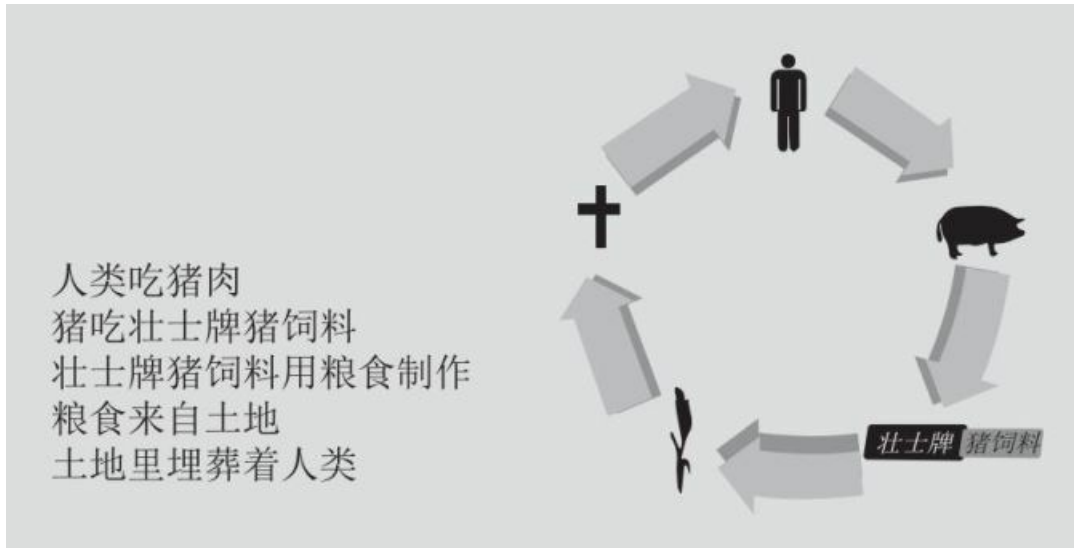 人类吃猪肉
猪吃壮士牌猪饲料
壮士牌猪饲料用粮食制作
粮食来自土地
土地里埋葬着人类
壮士牌 猪饲料